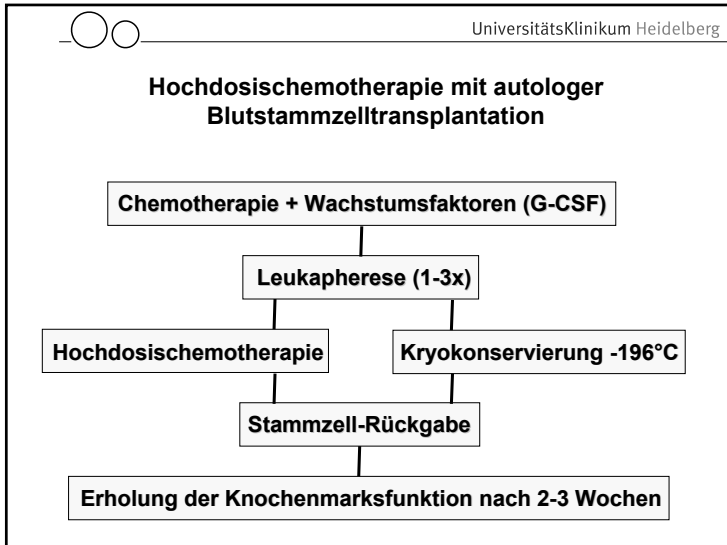 UniversitätsKlinikum Heidelberg
Hochdosischemotherapie mit autologer
Blutstammzelltransplantation
Chemotherapie + Wachstumsfaktoren (G-CSF)
Leukapherese (1-3x)
Hochdosischemotherapie
Kryokonservierung -196°C
Stammzell-Rückgabe
Erholung der Knochenmarksfunktion nach 2-3 Wochen